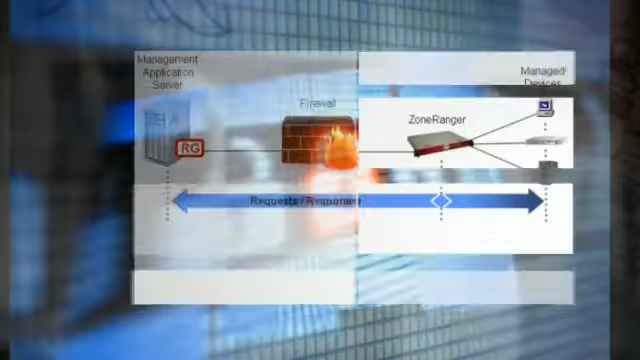 Management
Application
Server
Managed
Devices
Firewall
ZoneRanger
RG
Requests / Responses